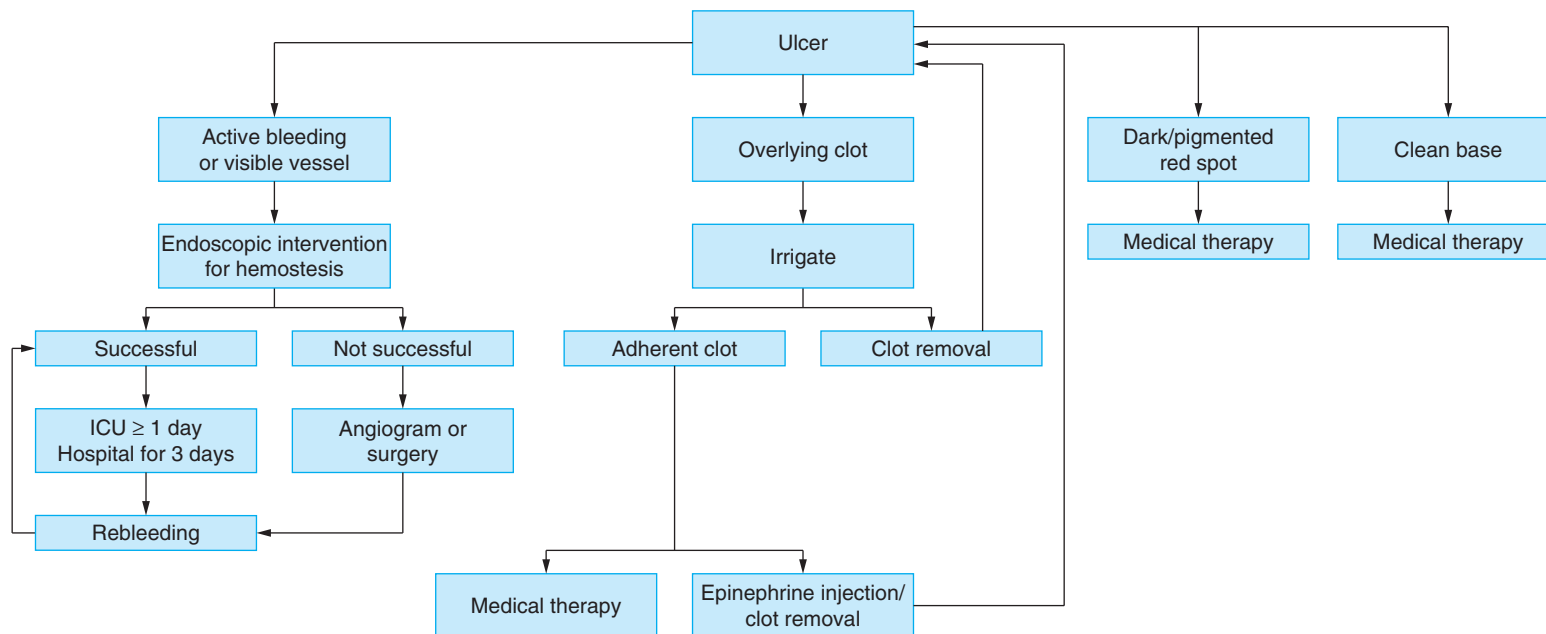 Ulcer
Active bleeding
or visible vessel
Overlying clot
Dark/pigmented
red spot
Clean base
Endoscopic intervention
for hemostesis
Irrigate
Medical therapy
Medical therapy
Successful
Not successful
Adherent clot
Clot removal
ICU ≥ 1 day
Hospital for 3 days
Angiogram or
surgery
Rebleeding
Medical therapy
Epinephrine injection/
clot removal